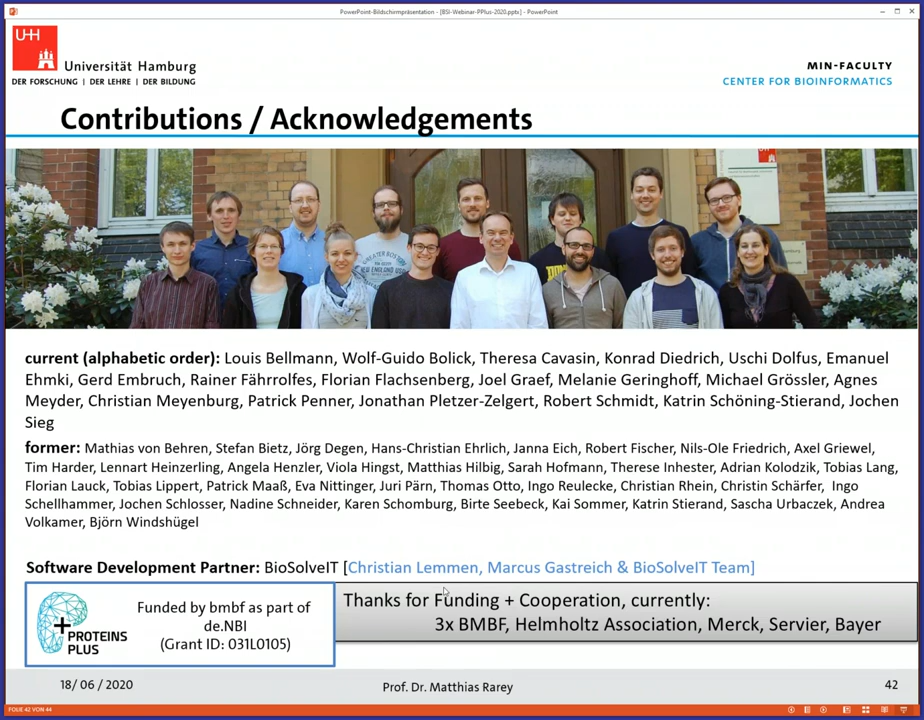 PowerPoint-Bildschirmpräsentation - [BSI-Webinar-PPlus-2020.pptx] - PowerPoint
UHH
Universität Hamburg
DER FORSCHUNG | DER LEHRE | DER BILDUNG
MIN-FACULTY
CENTER FOR BIOINFORMATICS
Contributions / Acknowledgements
current (alphabetic order): Louis Bellmann, Wolf-Guido Bolick, Theresa Cavasin, Konrad Diedrich, Uschi Dolfus, Emanuel
Ehmki, Gerd Embruch, Rainer Fährrolfes, Florian Flachsenberg, Joel Graef, Melanie Geringhoff, Michael Grössler, Agnes
Meyder, Christian Meyenburg, Patrick Penner, Jonathan Pletzer-Zelgert, Robert Schmidt, Katrin Schöning-Stierand, Jochen
Sieg
former: Mathias von Behren, Stefan Bietz, Jörg Degen, Hans-Christian Ehrlich, Janna Eich, Robert Fischer, Nils-Ole Friedrich, Axel Griewel,
Tim Harder, Lennart Heinzerling, Angela Henzler, Viola Hingst, Matthias Hilbig, Sarah Hofmann, Therese Inhester, Adrian Kolodzik, Tobias Lang,
Florian Lauck, Tobias Lippert, Patrick Maaß, Eva Nittinger, Juri Pärn, Thomas Otto, Ingo Reulecke, Christian Rhein, Christin Schärfer, Ingo
Schellhammer, Jochen Schlosser, Nadine Schneider, Karen Schomburg, Birte Seebeck, Kai Sommer, Katrin Stierand, Sascha Urbaczek, Andrea
Volkamer, Björn Windshügel
Software Development Partner: BioSolveIT [Christian Lemmen, Marcus Gastreich & BioSolveIT Team]
PROTEINS
PLUS
Funded by bmbf as part of
de.NBI
(Grant ID: 031L0105)
Thanks for Funding + Cooperation, currently:
3x BMBF, Helmholtz Association, Merck, Servier, Bayer
18/ 06 / 2020
Prof. Dr. Matthias Rarey
42
FOLIE 42 VON 44